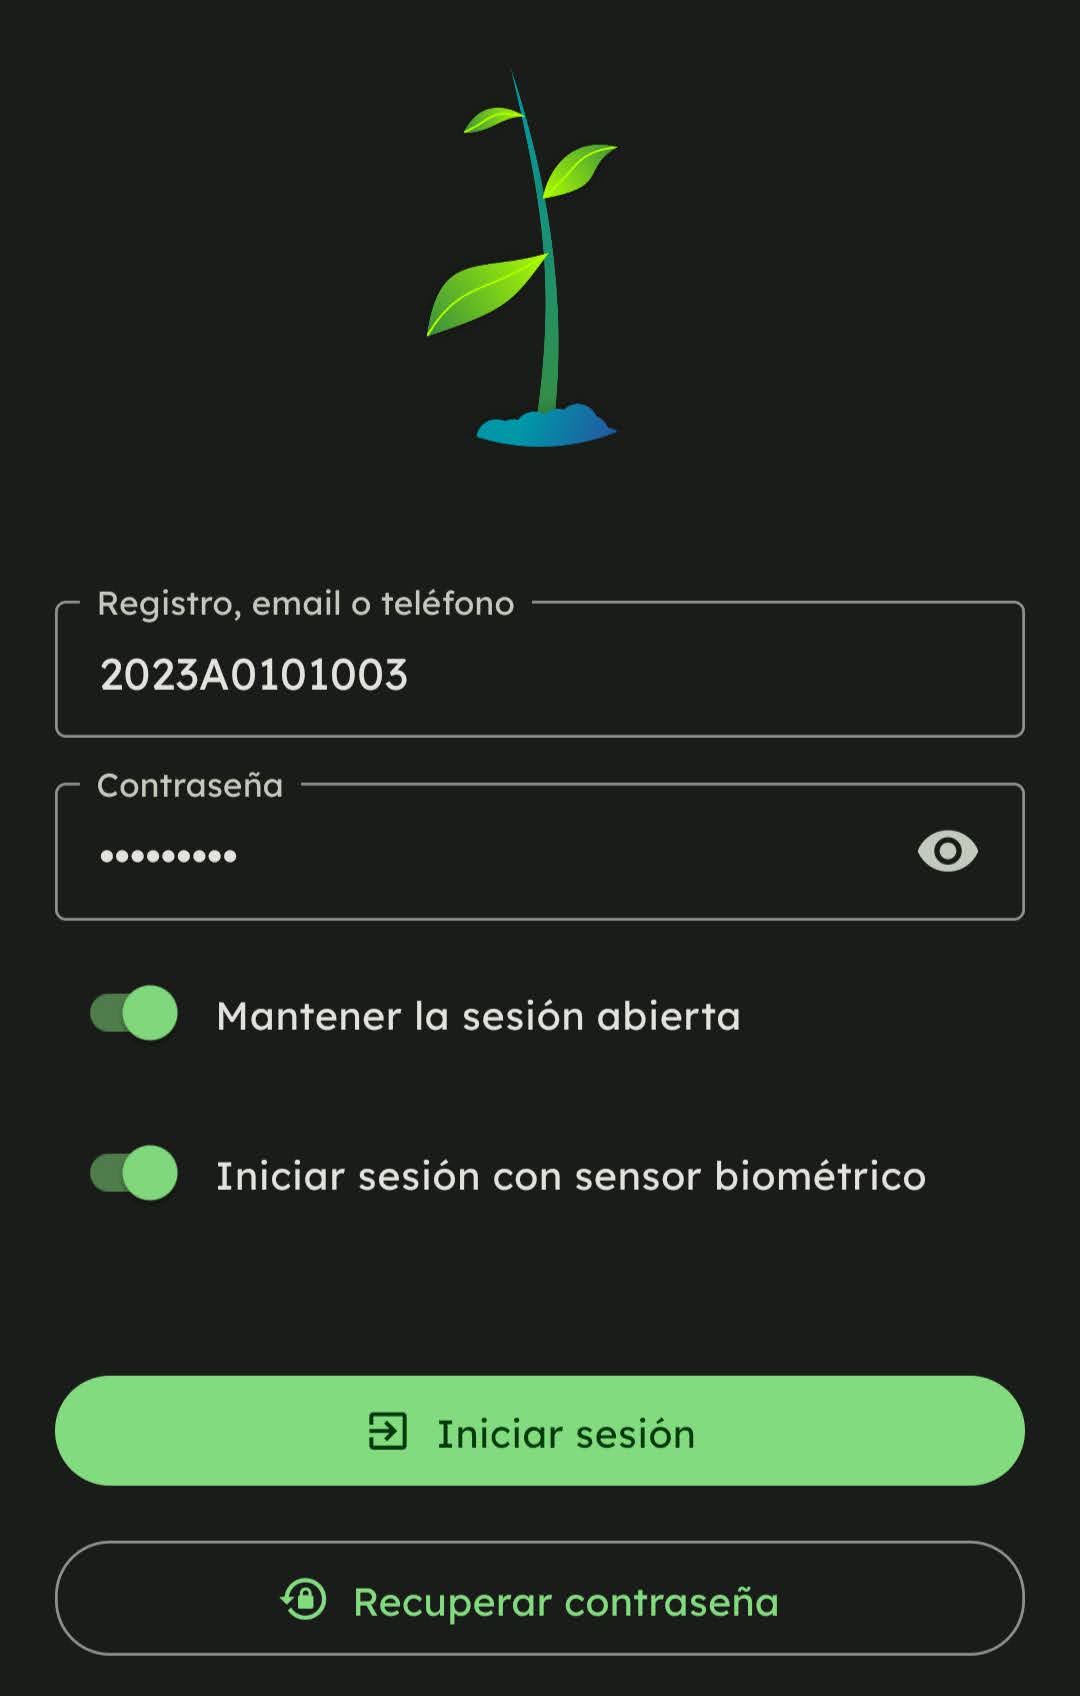 Registro, email o teléfono
2023A0101003
Contraseña
•••••••••
Mantener la sesión abierta
Iniciar sesión con sensor biométrico
Iniciar sesión
Recuperar contraseña